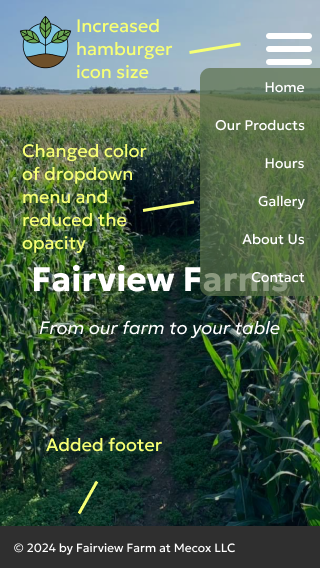 Increased
hamburger
icon size
Home
Our Products
Changed color
of dropdown
menu and
reduced the
opacity
Hours
Gallery
About Us
Contact
Fairview Farms
From our farm to your table
Added footer
© 2024 by Fairview Farm at Mecox LLC